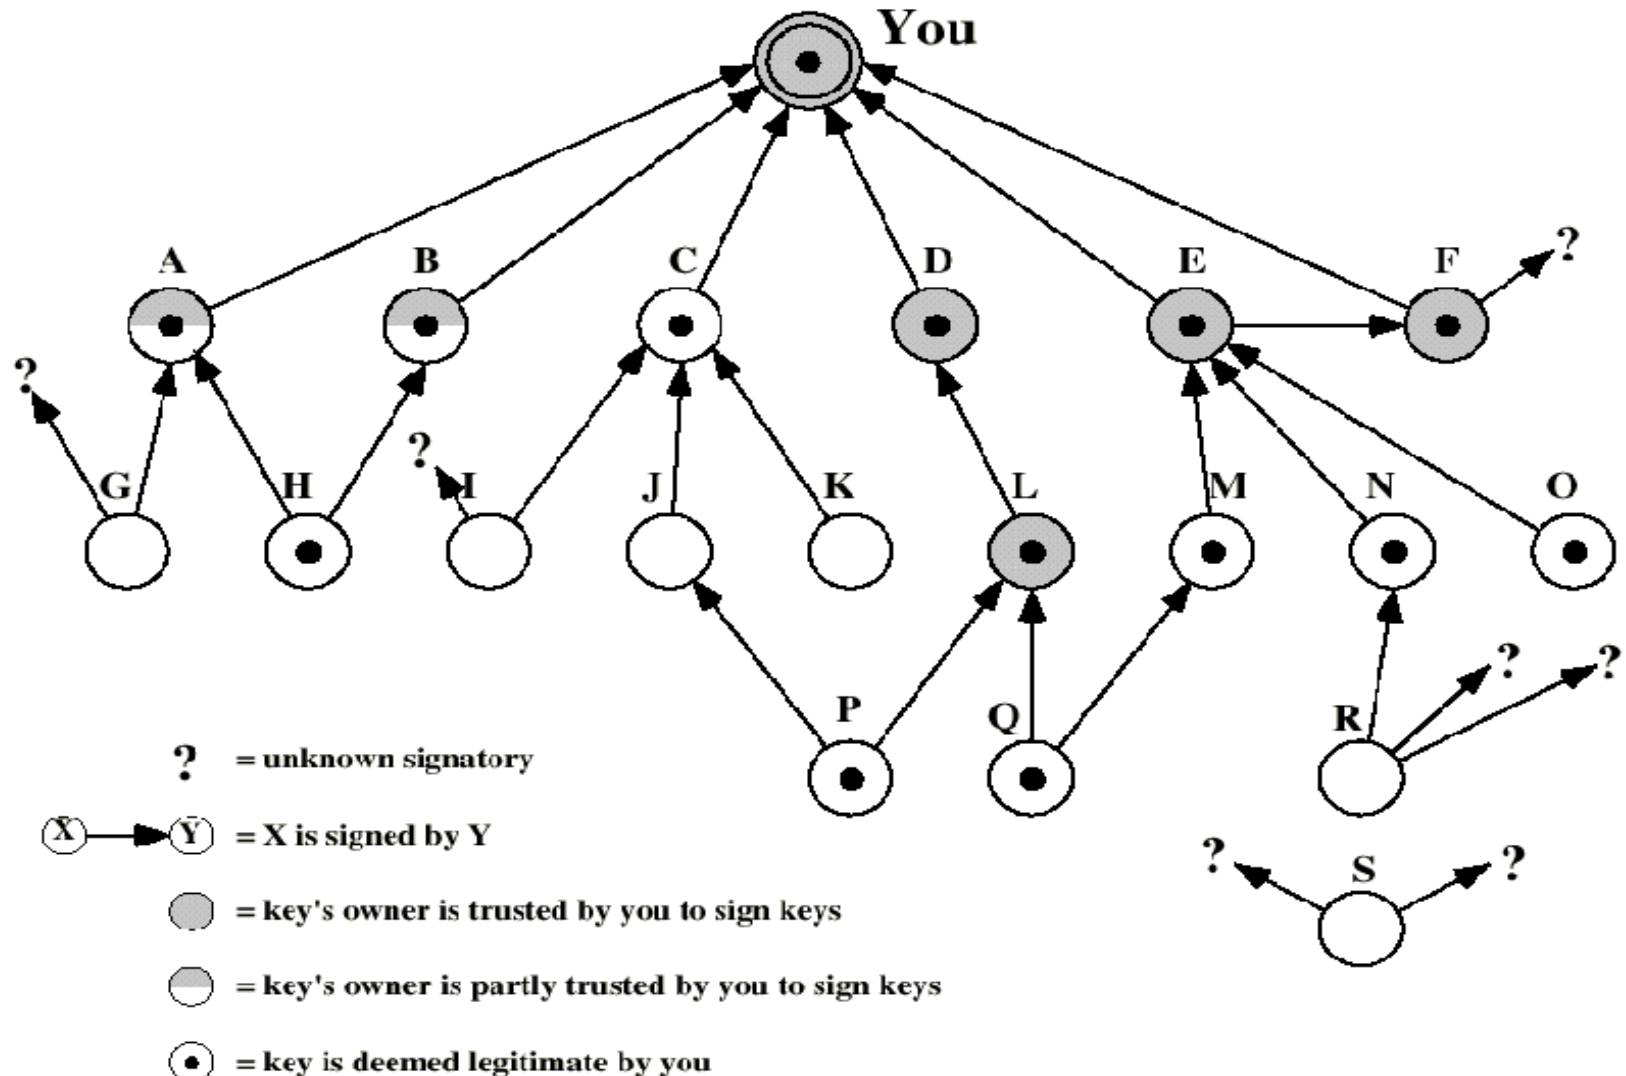 You
A B C D E F ?
?
?
G H I J K L M N O
? ?
P Q R
? = unknown signatory
X Y = X is signed by Y
? S ?
= key's owner is trusted by you to sign keys
= key's owner is partly trusted by you to sign keys
= key is deemed legitimate by you